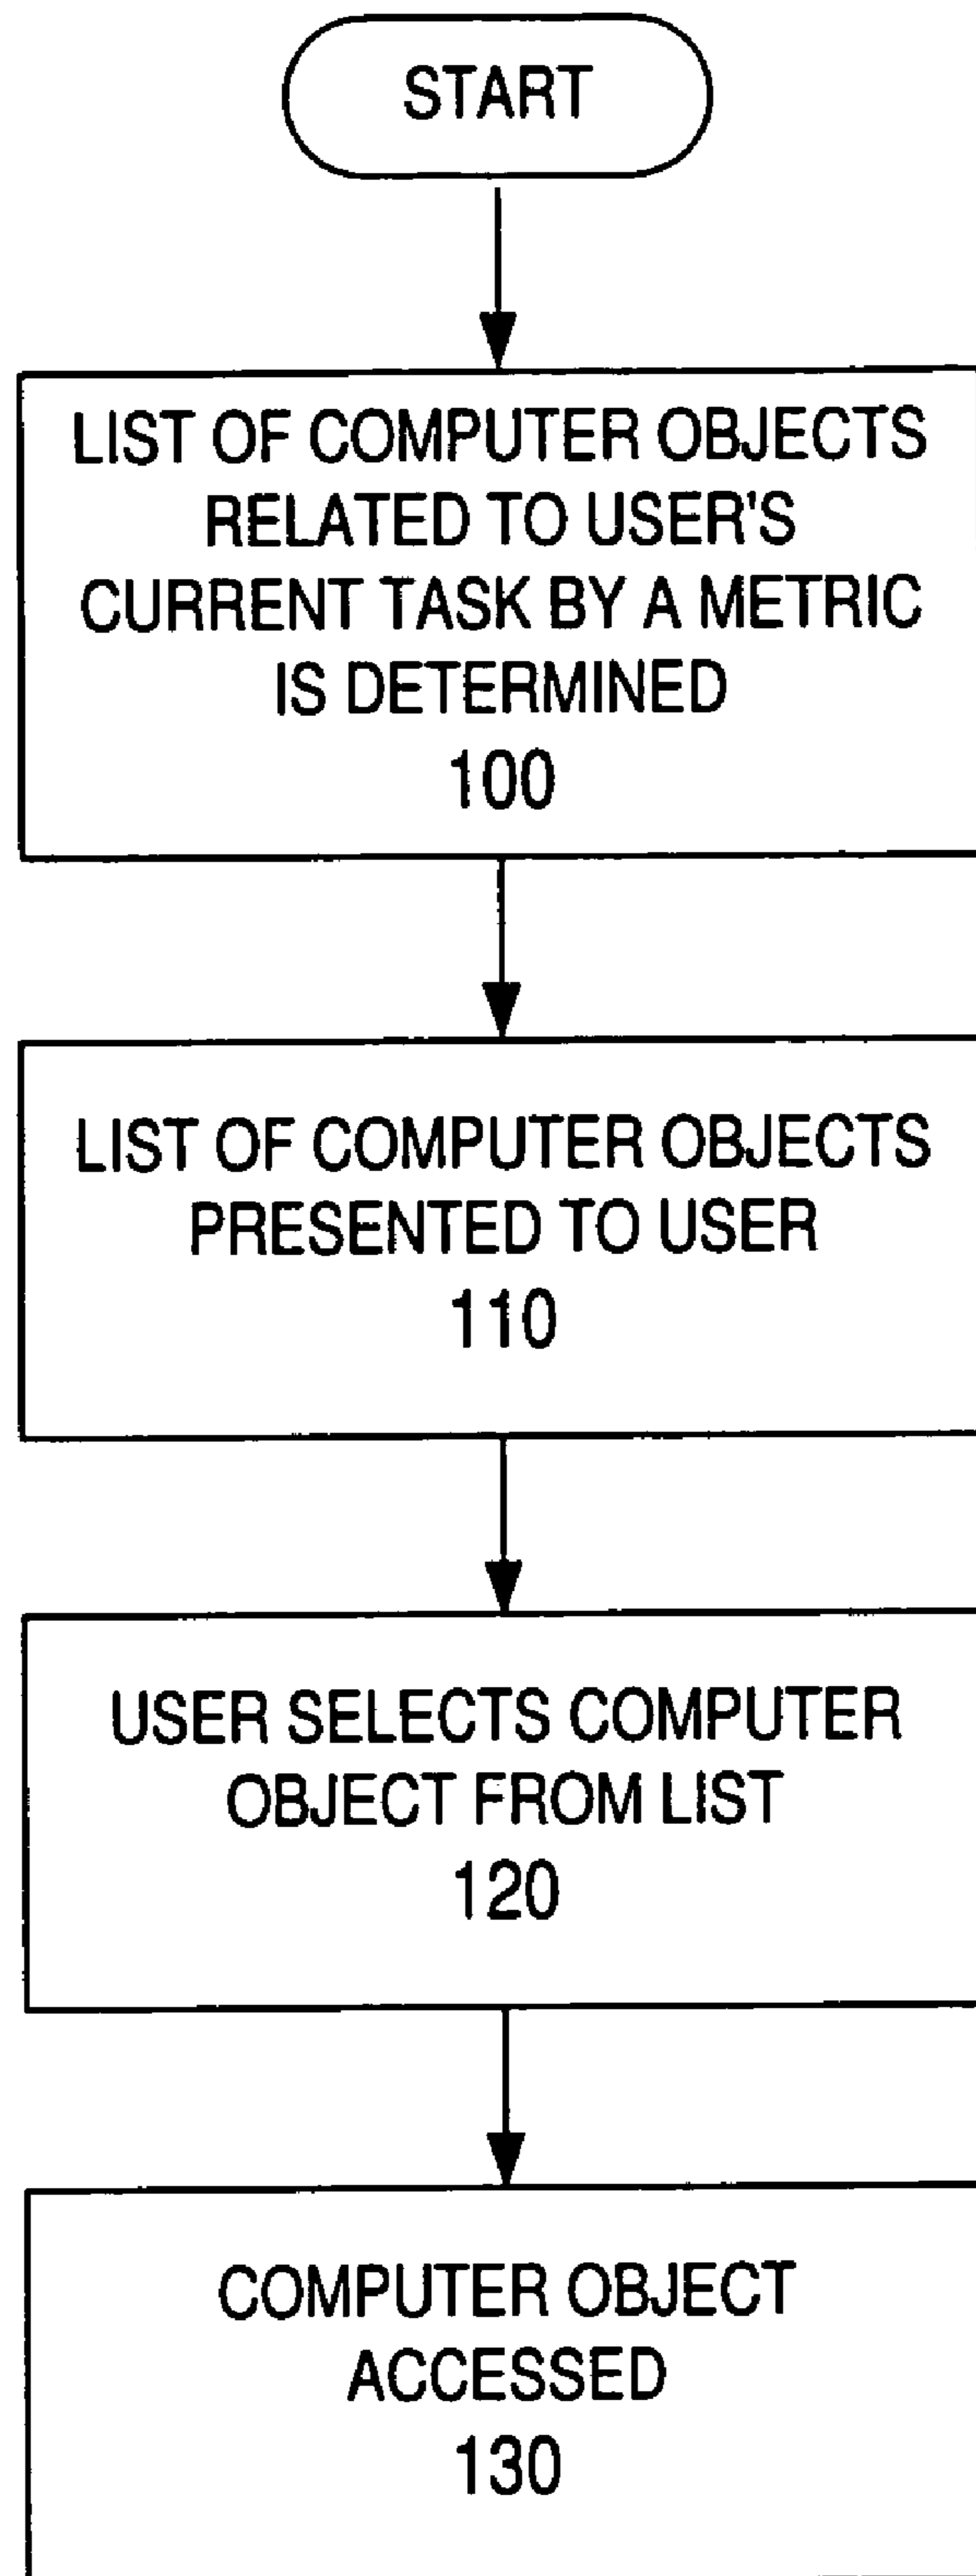 START
LIST OF COMPUTER OBJECTS
RELATED TO USER'S
CURRENT TASK BY A METRIC
IS DETERMINED
100
LIST OF COMPUTER OBJECTS
PRESENTED TO USER
110
USER SELECTS COMPUTER
OBJECT FROM LIST
120
COMPUTER OBJECT
ACCESSED
130